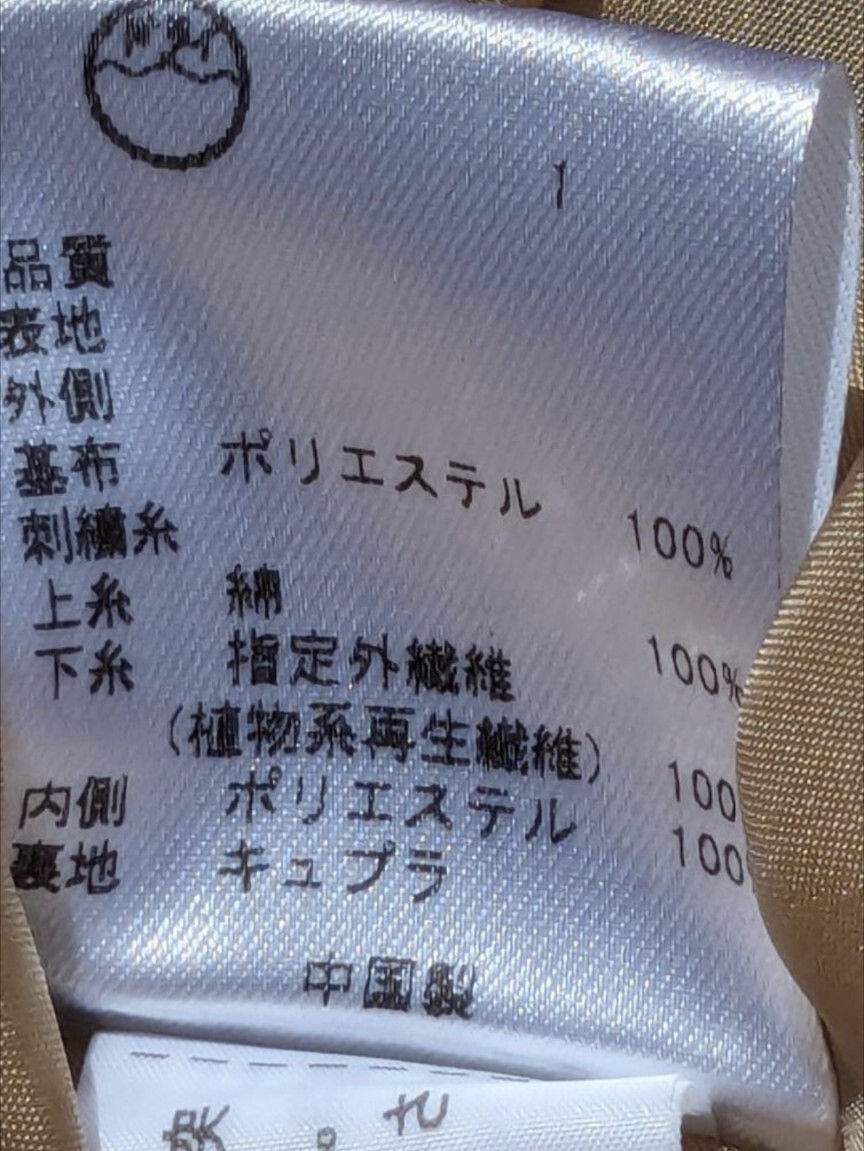 品質
表地
外側
基布 ポリエステル 100%
刺繍糸
上糸 綿 100%
下糸 指定外繊維
(植物系再生繊維) 100
内側 ポリエステル 100
裏地 キュプラ
中国製